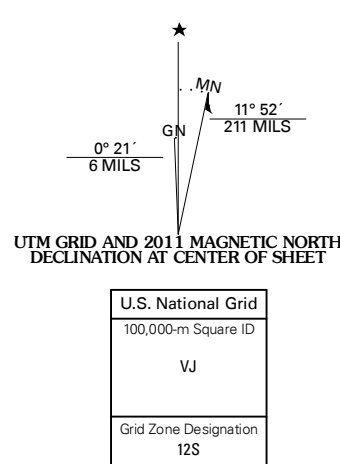 MN
GN
11° 52´
211 MILS
0° 21´
6 MILS
UTM GRID AND 2011 MAGNETIC NORTH
DECLINATION AT CENTER OF SHEET
U.S. National Grid
100,000-m Square ID
VJ
Grid Zone Designation
12S